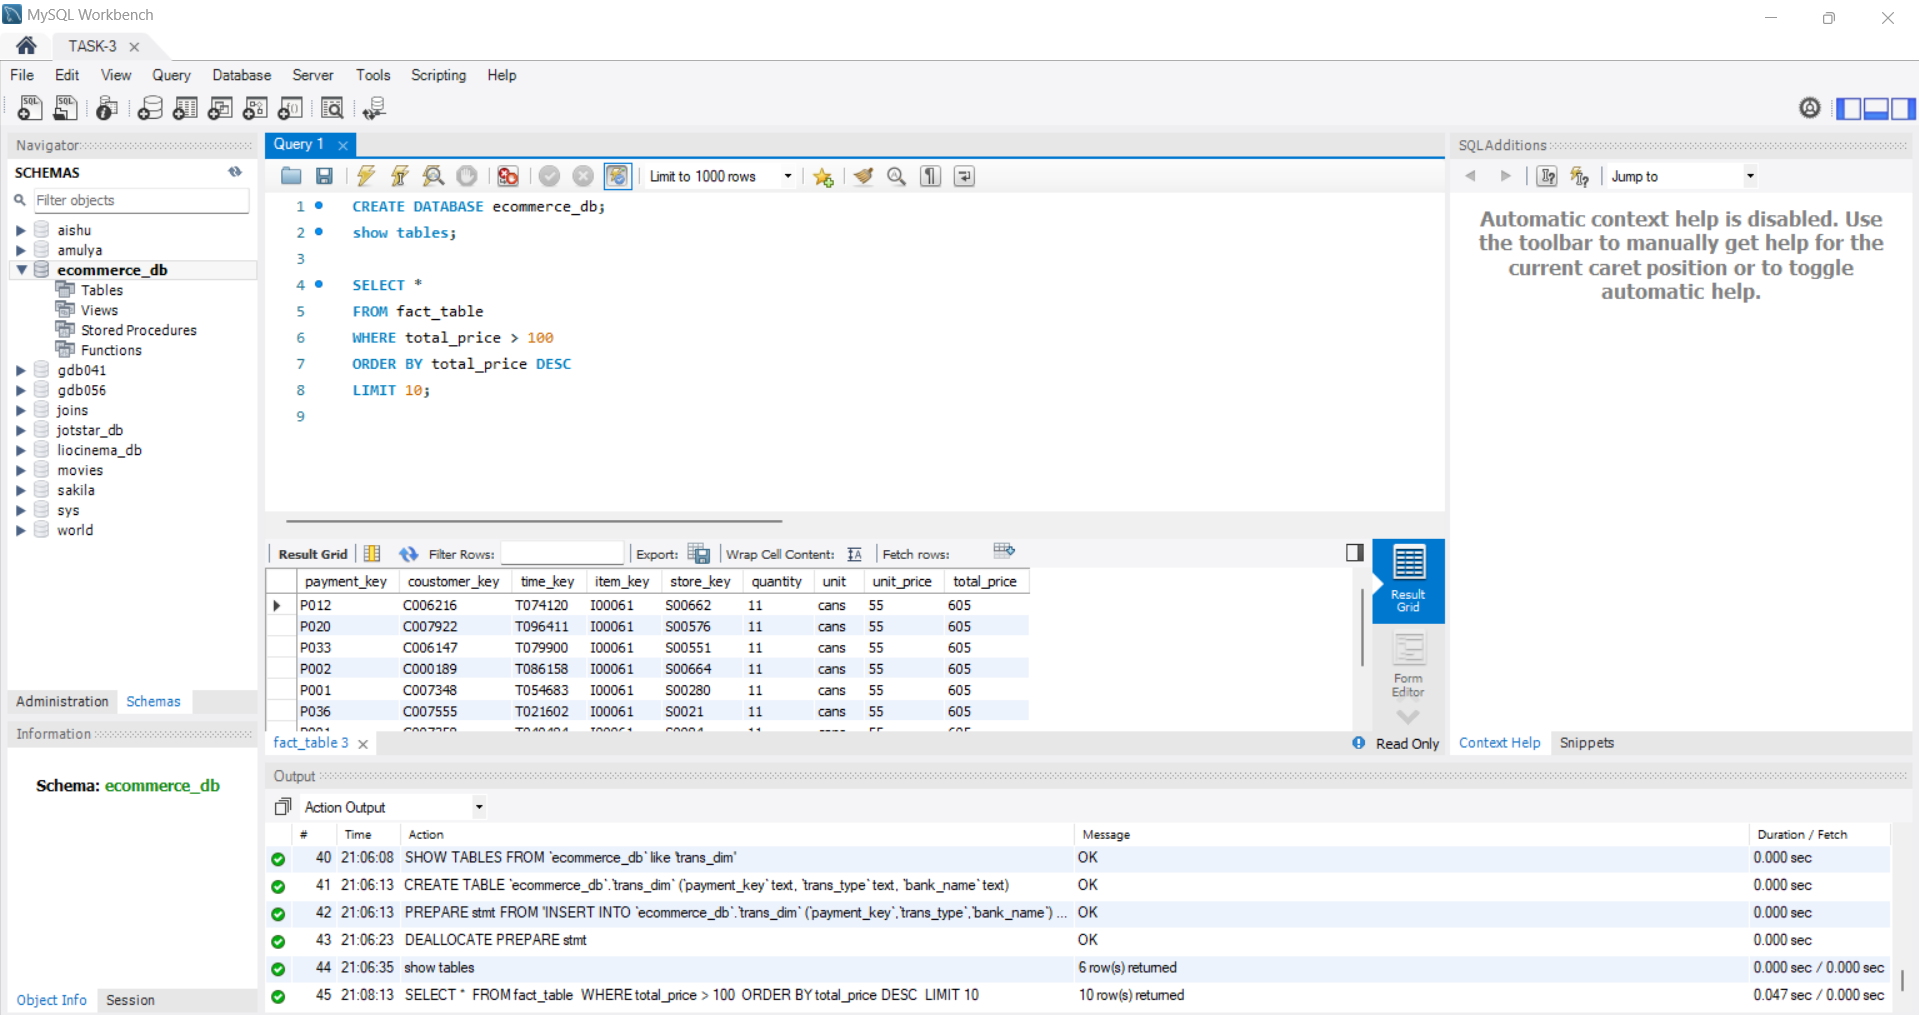 MySQL Workbench
TASK-3
File Edit View Query Database Server Tools Scripting Help
Navigator
SCHEMAS
Filter objects
aishu
amulya
ecommerce_db
Tables
Views
Stored Procedures
Functions
gdb041
gdb056
joins
jotstar_db
liocinema_db
movies
sakila
sys
world
Administration Schemas
Information
Schema: ecommerce_db
Object Info Session
Query 1
Limit to 1000 rows
1 CREATE DATABASE ecommerce_db;
2 show tables;
3
4 SELECT *
5 FROM fact_table
6 WHERE total_price > 100
7 ORDER BY total_price DESC
8 LIMIT 10;
9
Result Grid Filter Rows: Export: Wrap Cell Content: Fetch rows:
payment_key coustomer_key time_key item_key store_key quantity unit unit_price total_price
P012 C006216 T074120 I00061 S00662 11 cans 55 605
P020 C007922 T096411 I00061 S00576 11 cans 55 605
P033 C006147 T079900 I00061 S00551 11 cans 55 605
P002 C000189 T086158 I00061 S00664 11 cans 55 605
P001 C007348 T054683 I00061 S00280 11 cans 55 605
P036 C007555 T021602 I00061 S0021 11 cans 55 605
Result Grid
Form Editor
fact_table 3
Read Only
SQLAdditions
Jump to
Automatic context help is disabled. Use
the toolbar to manually get help for the
current caret position or to toggle
automatic help.
Context Help Snippets
Output
Action Output
# Time Action Message Duration / Fetch
40 21:06:08 SHOW TABLES FROM `ecommerce_db` like 'trans_dim' OK 0.000 sec
41 21:06:13 CREATE TABLE `ecommerce_db`.`trans_dim` (`payment_key` text, `trans_type` text, `bank_name` text) OK 0.000 sec
42 21:06:13 PREPARE stmt FROM 'INSERT INTO `ecommerce_db`.`trans_dim` (`payment_key`,`trans_type`,`bank_name`) ... OK 0.000 sec
43 21:06:23 DEALLOCATE PREPARE stmt OK 0.000 sec
44 21:06:35 show tables 6 row(s) returned 0.000 sec / 0.000 sec
45 21:08:13 SELECT * FROM fact_table WHERE total_price > 100 ORDER BY total_price DESC LIMIT 10 10 row(s) returned 0.047 sec / 0.000 sec